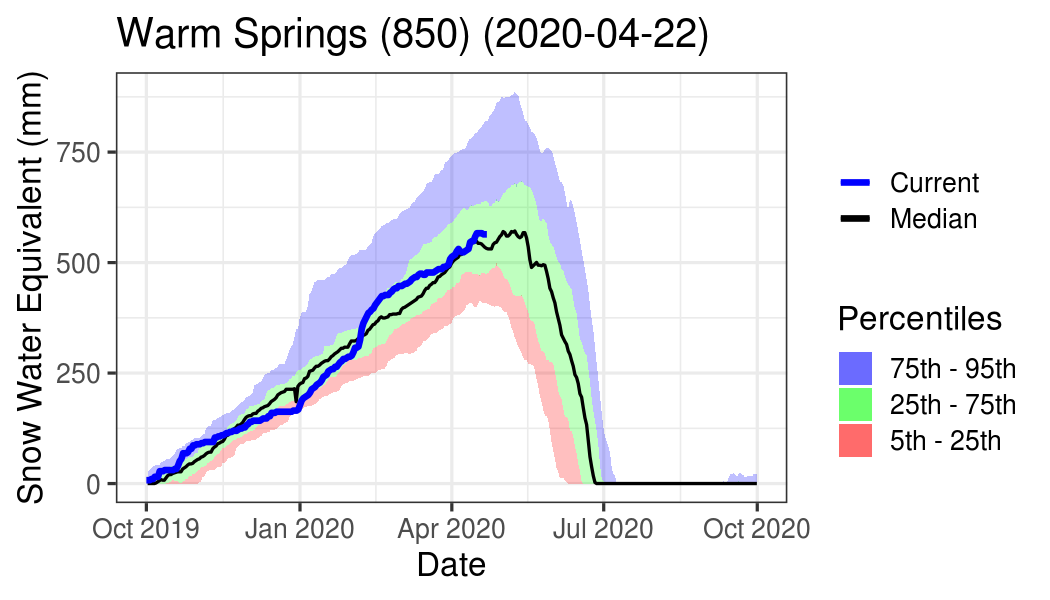 Warm Springs (850) (2020-04-22)
Snow Water Equivalent (mm)
750
500
250
0
Oct 2019
Jan 2020
Apr 2020
Jul 2020
Oct 2020
Date
Current
Median
Percentiles
75th - 95th
25th - 75th
5th - 25th